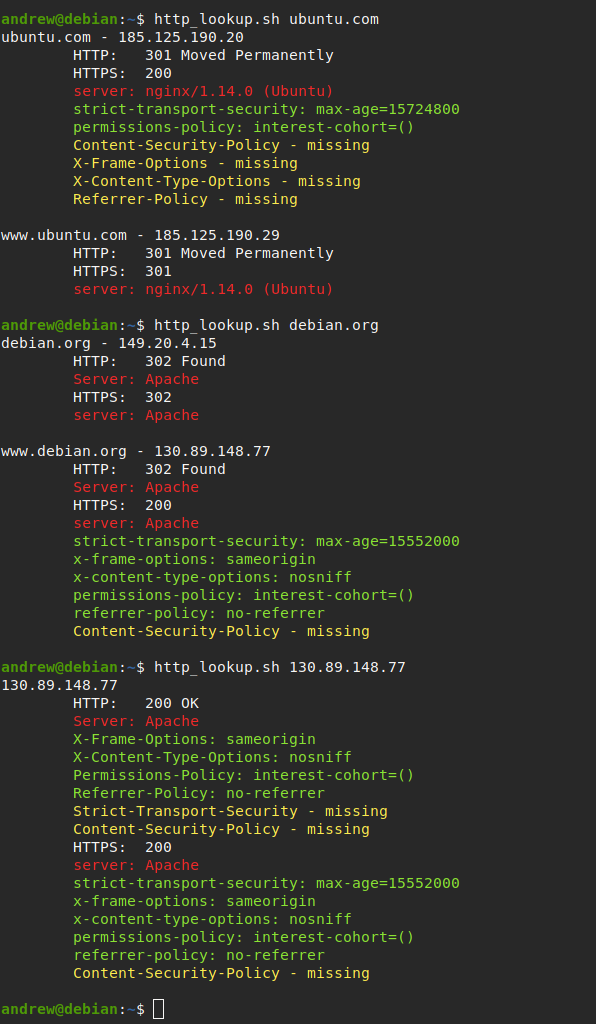 andrew@debian:~$ http_lookup.sh ubuntu.com
ubuntu.com - 185.125.190.20
        HTTP:   301 Moved Permanently
        HTTPS:  200
        server: nginx/1.14.0 (Ubuntu)
        strict-transport-security: max-age=15724800
        permissions-policy: interest-cohort=()
        Content-Security-Policy - missing
        X-Frame-Options - missing
        X-Content-Type-Options - missing
        Referrer-Policy - missing

www.ubuntu.com - 185.125.190.29
        HTTP:   301 Moved Permanently
        HTTPS:  301
        server: nginx/1.14.0 (Ubuntu)

andrew@debian:~$ http_lookup.sh debian.org
debian.org - 149.20.4.15
        HTTP:   302 Found
        Server: Apache
        HTTPS:  302
        server: Apache

www.debian.org - 130.89.148.77
        HTTP:   302 Found
        Server: Apache
        HTTPS:  200
        server: Apache
        strict-transport-security: max-age=15552000
        x-frame-options: sameorigin
        x-content-type-options: nosniff
        permissions-policy: interest-cohort=()
        referrer-policy: no-referrer
        Content-Security-Policy - missing

andrew@debian:~$ http_lookup.sh 130.89.148.77
130.89.148.77
        HTTP:   200 OK
        Server: Apache
        X-Frame-Options: sameorigin
        X-Content-Type-Options: nosniff
        Permissions-Policy: interest-cohort=()
        Referrer-Policy: no-referrer
        Strict-Transport-Security - missing
        Content-Security-Policy - missing
        HTTPS:  200
        server: Apache
        strict-transport-security: max-age=15552000
        x-frame-options: sameorigin
        x-content-type-options: nosniff
        permissions-policy: interest-cohort=()
        referrer-policy: no-referrer
        Content-Security-Policy - missing

andrew@debian:~$